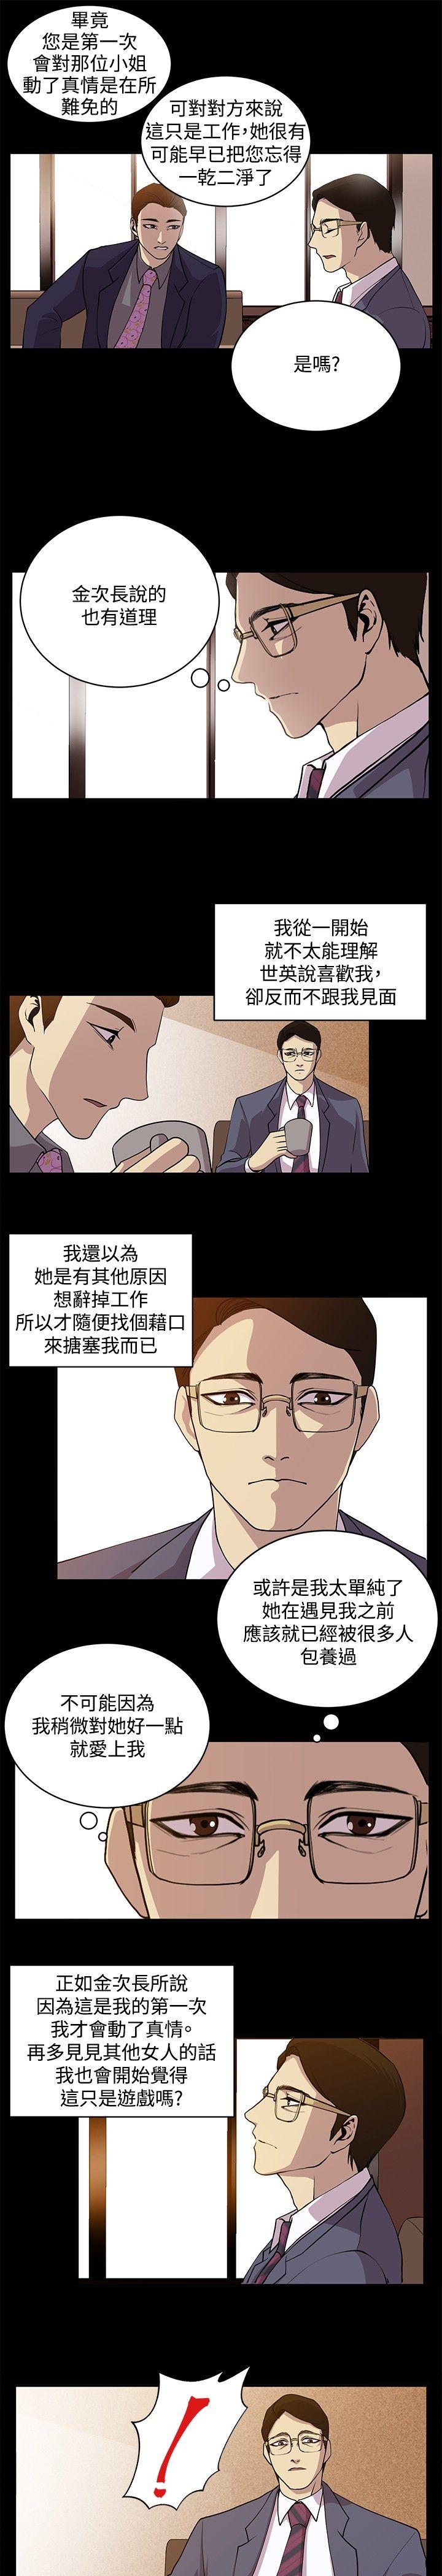 畢竟
您是第一次
會對那位小姐
動了真情是在所
難免的
可對對方來說
這只是工作，她很有
可能早已把您忘得
一乾二淨了
是嗎?
金次長說的
也有道理
我從一開始
就不太能理解
世英說喜歡我，
卻反而不跟我見面
我還以為
她是有其他原因
想辭掉工作
所以才隨便找個藉口
來搪塞我而已
或許是我太單純了
她在遇見我之前
應該就已經被很多人
包養過
不可能因為
我稍微對她好一點
就愛上我
正如金次長所說
因為這是我的第一次
我才會動了真情。
再多見見其他女人的話
我也會開始覺得
這只是遊戲嗎?
!